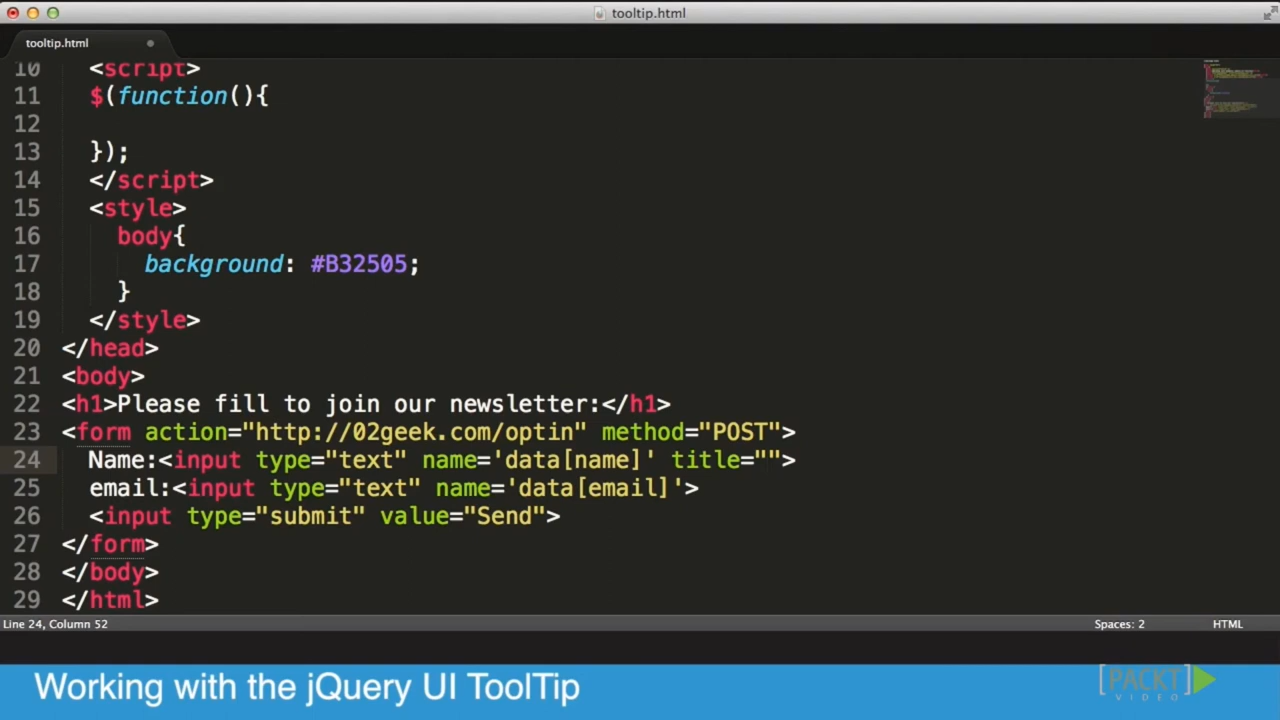 tooltip.html
tooltip.html
10 <script>
11 $(function(){
12
13 });
14 </script>
15 <style>
16 body{
17 background: #B32505;
18 }
19 </style>
20 </head>
21 <body>
22 <h1>Please fill to join our newsletter:</h1>
23 <form action="http://02geek.com/optin" method="POST">
24 Name:<input type="text" name='data[name]' title="">
25 email:<input type="text" name='data[email]'>
26 <input type="submit" value="Send">
27 </form>
28 </body>
29 </html>
Line 24, Column 52 Spaces: 2 HTML
Working with the jQuery UI ToolTip
[PACKT]
VIDEO